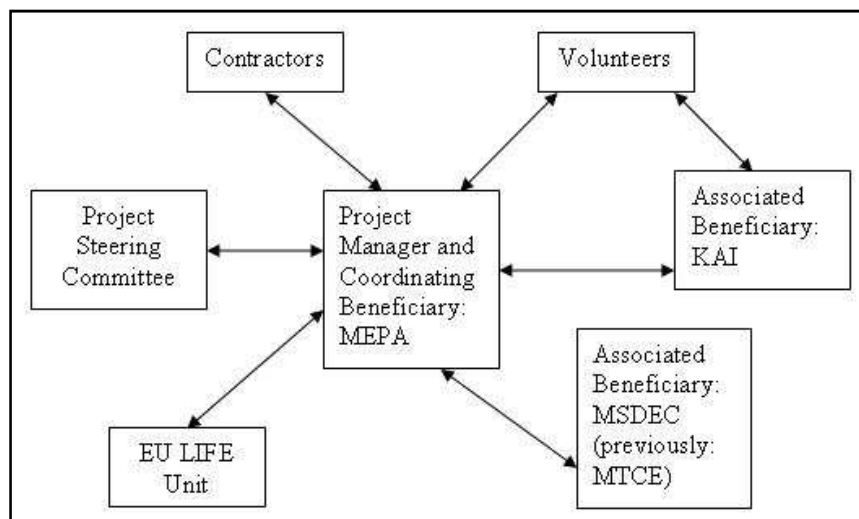 Contractors
Volunteers
Project
Steering
Committee
Project
Manager and
Coordinating
Beneficiary:
MEPA
Associated
Beneficiary:
KAI
EU LIFE
Unit
Associated
Beneficiary:
MSDEC
(previously:
MTCE)